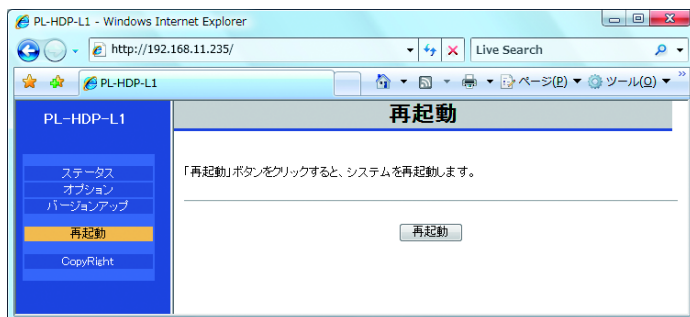 PL-HDP-L1 - Windows Internet Explorer
http://192.168.11.235/
Live Search
PL-HDP-L1
ページ(P)
ツール(O)
»
PL-HDP-L1
ステータス
オプション
バージョンアップ
再起動
CopyRight
再起動
「再起動」ボタンをクリックすると、システムを再起動します。
再起動